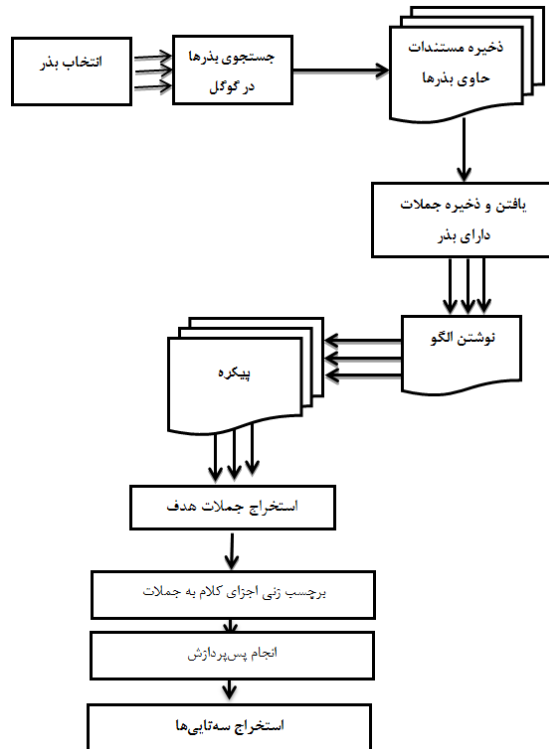 انتخاب بذر
جستجوی بذرها
در گوگل
ذخیره مستندات
حاوی بذرها
یافتن و ذخیره جملات
دارای بذر
نوشتن الگو
پیکره
استخراج جملات هدف
برچسب زنی اجزای کلام به جملات
انجام پس‌پردازش
استخراج سه‌تایی‌ها